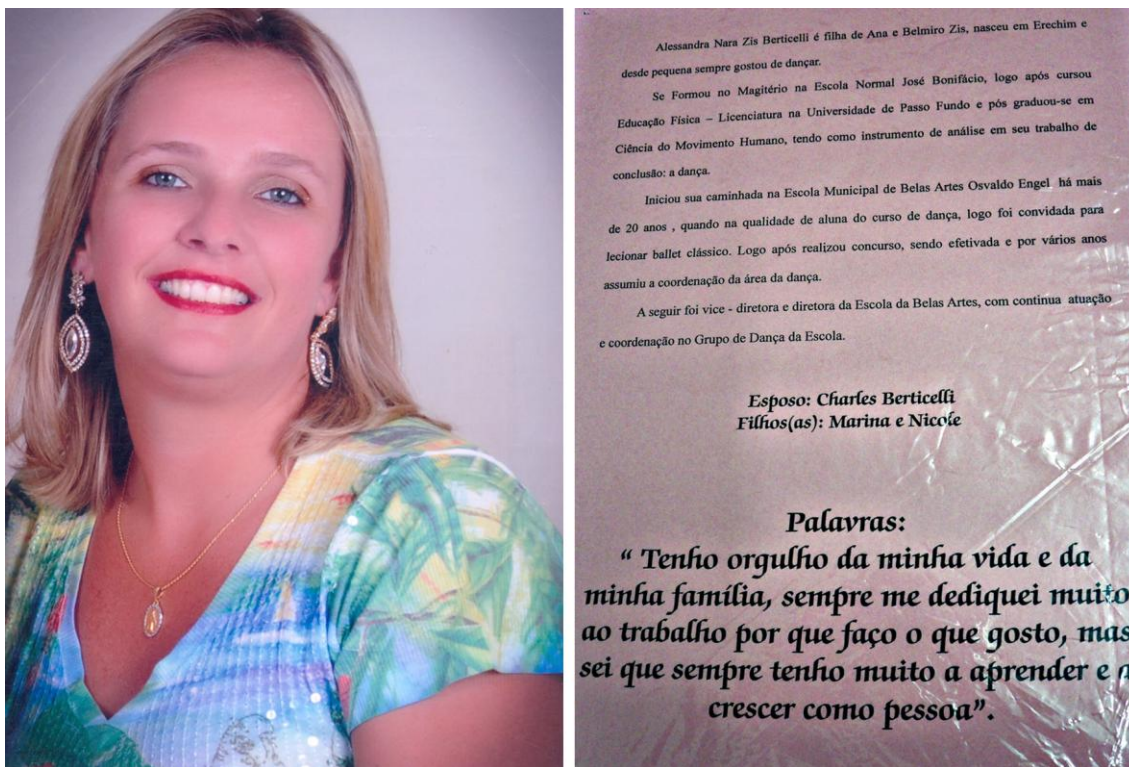 Alessandra Nara Zis Berticelli é filha de Ana e Belmiro Zis, nasceu em Erechim e
desde pequena sempre gostou de dançar.
Se Formou no Magitério na Escola Normal José Bonifácio, logo após cursou
Educação Física – Licenciatura na Universidade de Passo Fundo e pós graduou-se em
Ciência do Movimento Humano, tendo como instrumento de análise em seu trabalho de
conclusão: a dança.
Iniciou sua caminhada na Escola Municipal de Belas Artes Osvaldo Engel há mais
de 20 anos , quando na qualidade de aluna do curso de dança, logo foi convidada para
lecionar ballet clássico. Logo após realizou concurso, sendo efetivada e por vários anos
assumiu a coordenação da área da dança.
A seguir foi vice - diretora e diretora da Escola da Belas Artes, com continua atuação
e coordenação no Grupo de Dança da Escola.
Esposo: Charles Berticelli
Filhos(as): Marina e Nicole
Palavras:
“ Tenho orgulho da minha vida e da
minha família, sempre me dediquei muito
ao trabalho por que faço o que gosto, mas
sei que sempre tenho muito a aprender e a
crescer como pessoa”.